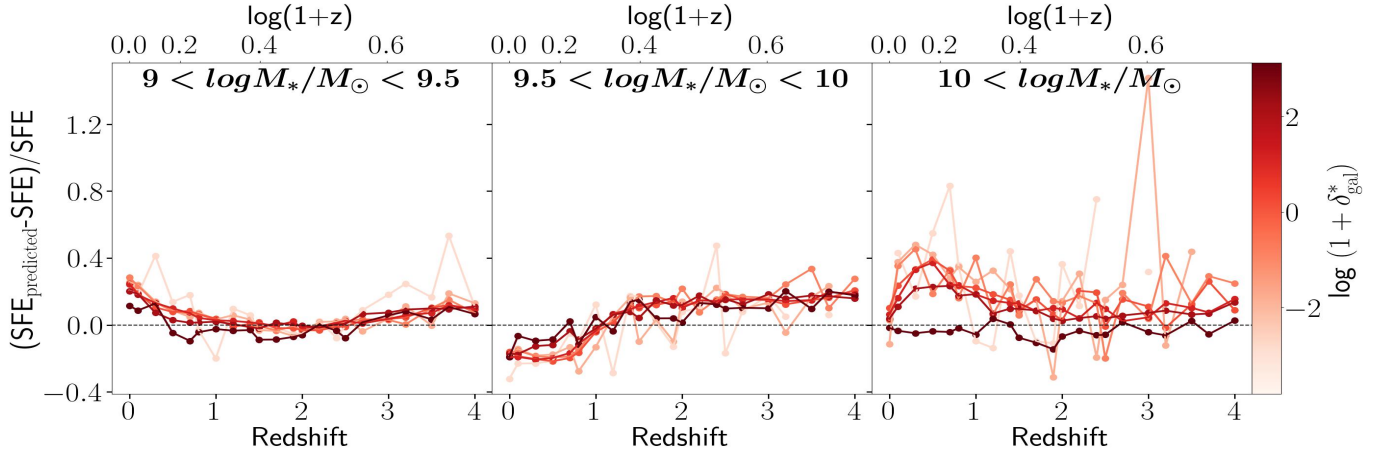 log(1+z) log(1+z) log(1+z)
0.0 0.2 0.4 0.6 0.0 0.2 0.4 0.6 0.0 0.2 0.4 0.6
9 < logM∗/M⊙ < 9.5 9.5 < logM∗/M⊙ < 10 10 < logM∗/M⊙
(SFE_predicted-SFE)/SFE
1.2
0.8
0.4
0.0
−0.4
0 1 2 3 4 0 1 2 3 4 0 1 2 3 4
Redshift Redshift Redshift
2
0
−2
log (1 + δ*_gal)